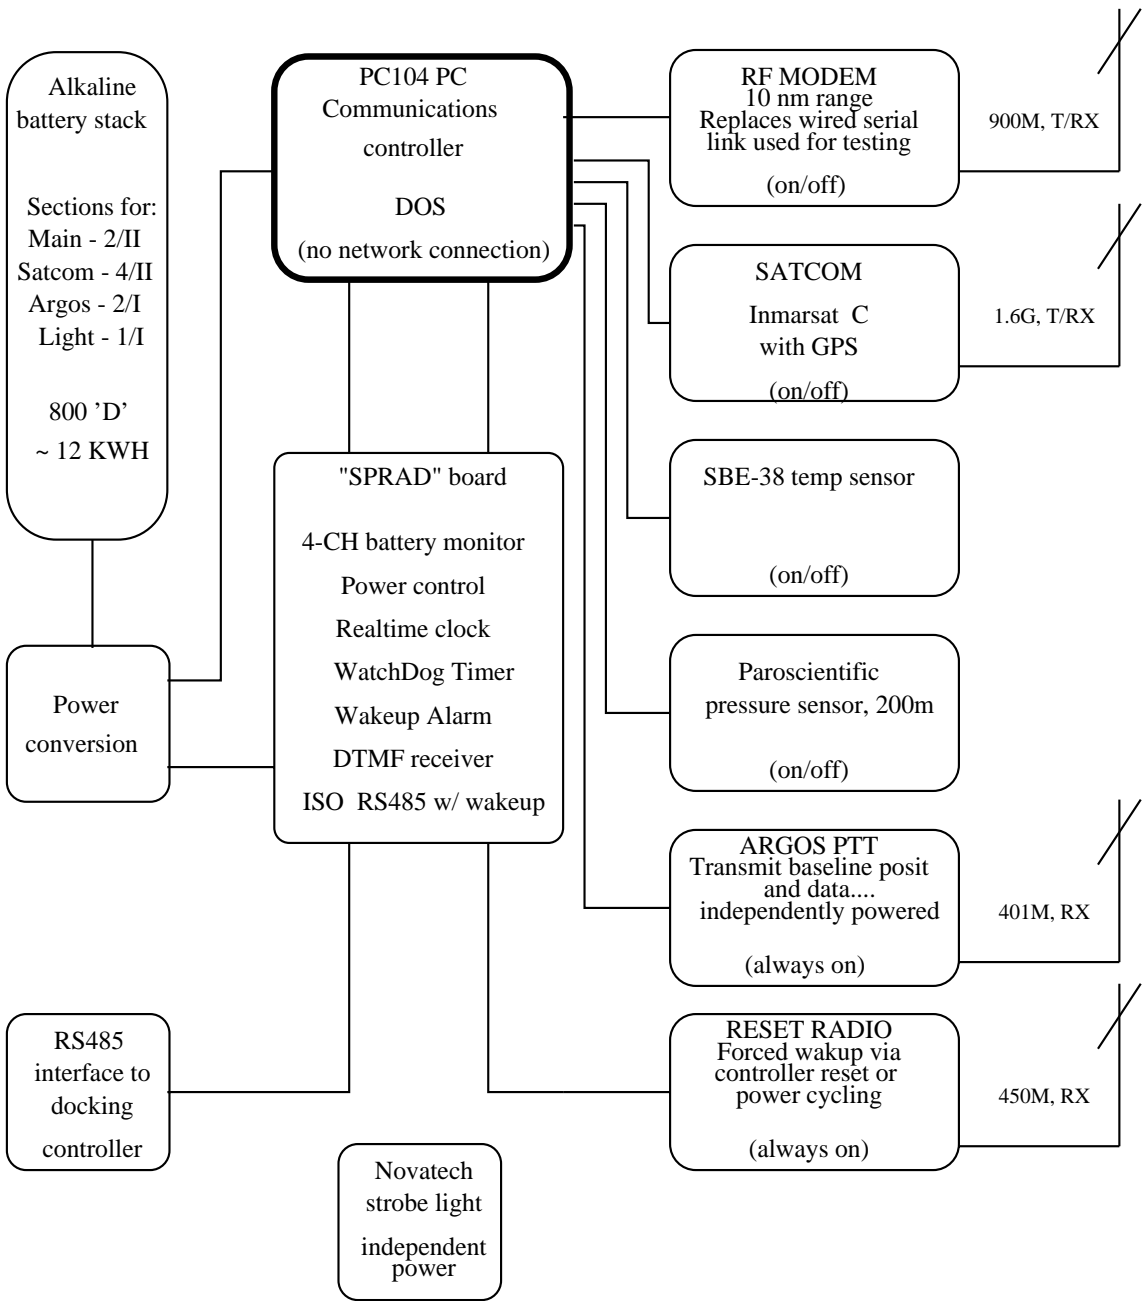 Alkaline
battery stack
Sections for:
Main - 2/II
Satcom - 4/II
Argos - 2/I
Light - 1/I
800 ’D’
~ 12 KWH
Power
conversion
RS485
interface to
docking
controller
PC104 PC
Communications
controller
DOS
(no network connection)
"SPRAD" board
4-CH battery monitor
Power control
Realtime clock
WatchDog Timer
Wakeup Alarm
DTMF receiver
ISO RS485 w/ wakeup
Novatech
strobe light
independent
power
RF MODEM
10 nm range
Replaces wired serial
link used for testing
(on/off)
900M, T/RX
SATCOM
Inmarsat C
with GPS
(on/off)
1.6G, T/RX
SBE-38 temp sensor
(on/off)
Paroscientific
pressure sensor, 200m
(on/off)
ARGOS PTT
Transmit baseline posit
and data....
independently powered
(always on)
401M, RX
RESET RADIO
Forced wakup via
controller reset or
power cycling
(always on)
450M, RX